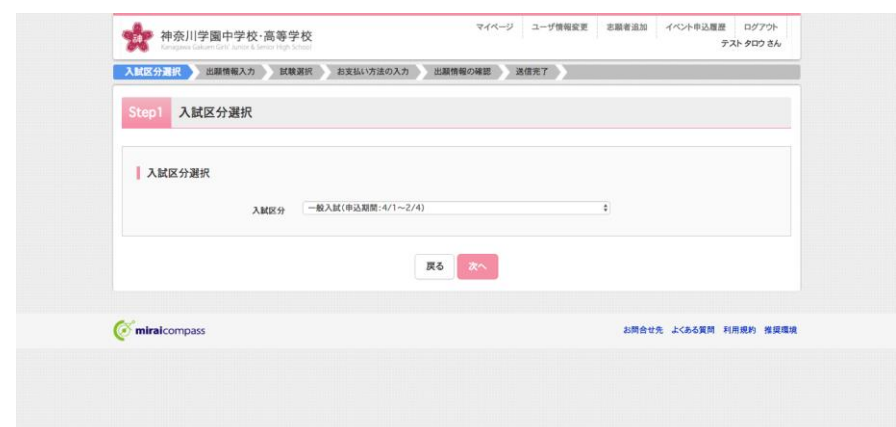 マイページ ユーザ情報変更 志願者追加 イベント申込履歴 ログアウト
神奈川学園中学校・高等学校
Kanagawa Gakuen Girls' Junior & Senior High School
テスト タロウ さん
入試区分選択 出願情報入力 試験選択 お支払い方法の入力 出願情報の確認 送信完了
Step1 入試区分選択
入試区分選択
入試区分 一般入試(申込期間:4/1～2/4)
戻る 次へ
miraicompass
お問合せ先 よくある質問 利用規約 推奨環境